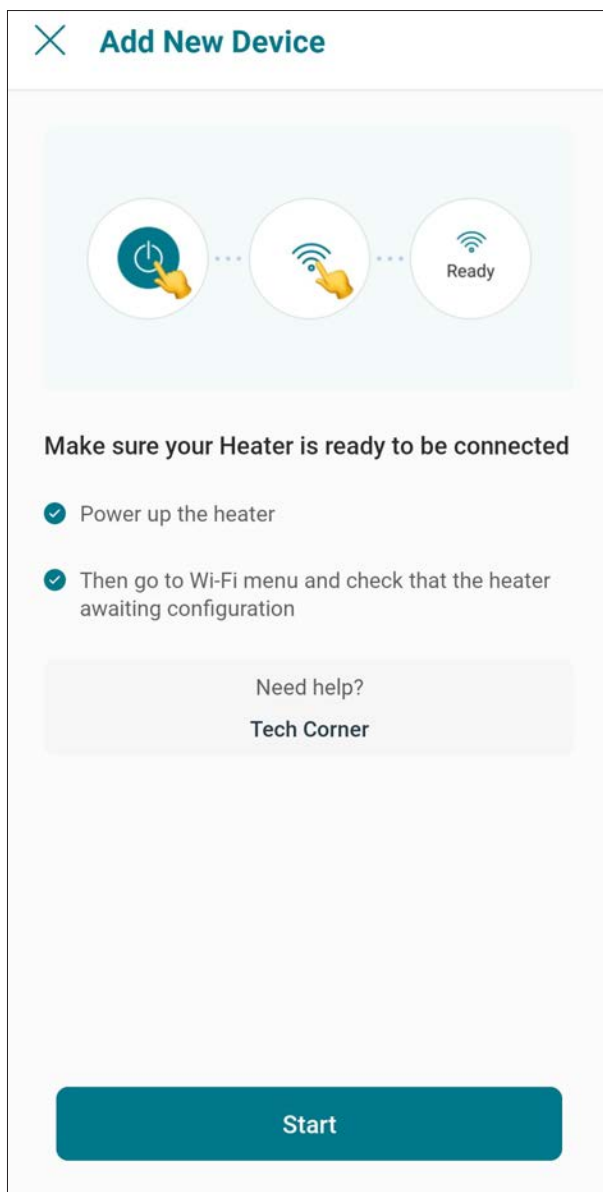 Add New Device
Ready
Make sure your Heater is ready to be connected
Power up the heater
Then go to Wi-Fi menu and check that the heater
awaiting configuration
Need help?
Tech Corner
Start